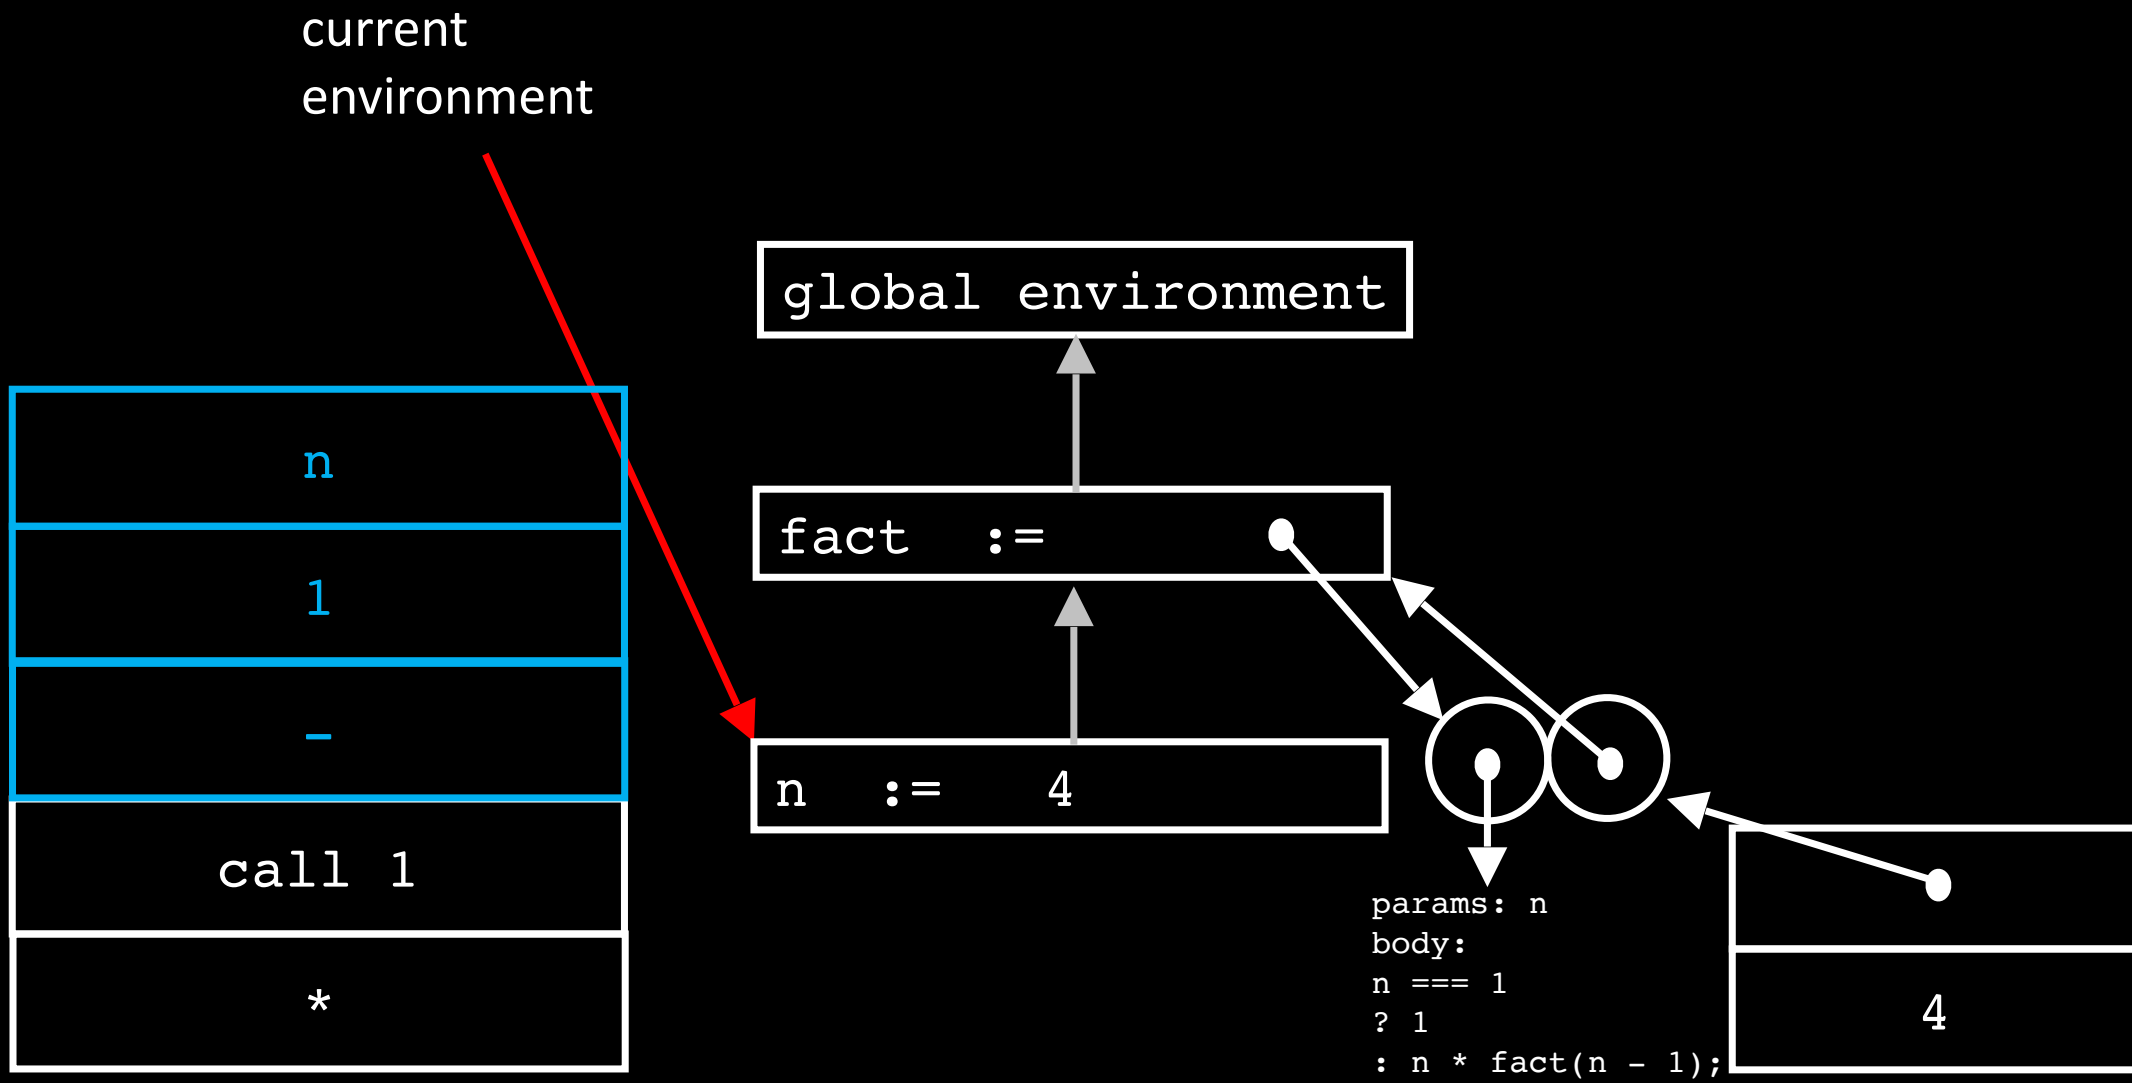 current
environment
global environment
n
fact :=
1
-
n := 4
call 1
params: n
body:
n === 1
? 1
: n * fact(n - 1);
*
4